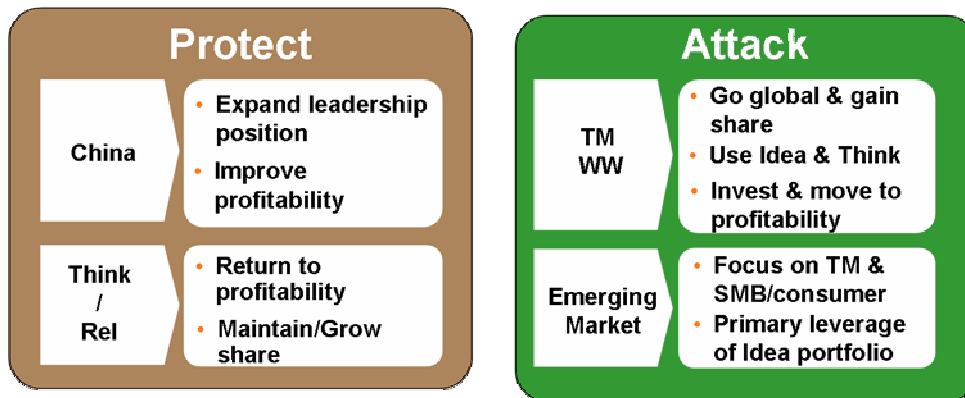 Protect
China
• Expand leadership
position
• Improve
profitability
Think
/
Rel
• Return to
profitability
• Maintain/Grow
share
Attack
TM
WW
• Go global & gain
share
• Use Idea & Think
• Invest & move to
profitability
Emerging
Market
• Focus on TM &
SMB/consumer
• Primary leverage
of Idea portfolio